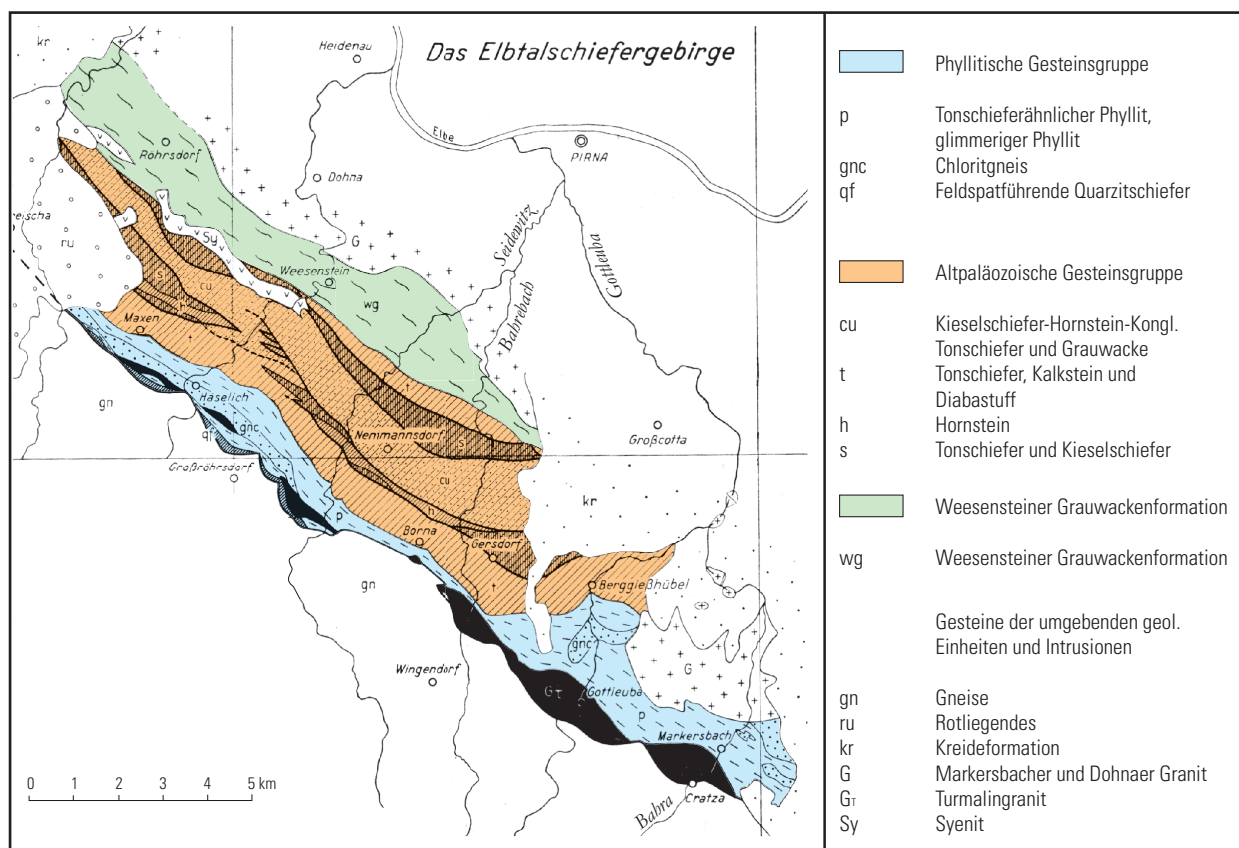 Das Elbtalschiefergebirge
kr
Heidenau
Elbe
PIRNA
Röhrsdorf
Dohna
eischa
ru
Sy
G
Seidewitz
Gottleuba
Weesenstein
s
cu
wg
Bahrebach
Maxen
t
t
gn
Häselich
gnc
qf
Großröhrsdorf
Nenimannsdorf
s
Großcotta
cu
kr
h
p
Borna
Gersdorf
gn
t
Berggießhübel
gnc
G
Wingendorf
GT
Gottleuba
p
Markersbach
Cratza
Bahra
0 1 2 3 4 5 km
Phyllitische Gesteinsgruppe
p Tonschieferähnlicher Phyllit,
glimmeriger Phyllit
gnc Chloritgneis
qf Feldspatführende Quarzitschiefer
Altpaläozoische Gesteinsgruppe
cu Kieselschiefer-Hornstein-Kongl.
Tonschiefer und Grauwacke
t Tonschiefer, Kalkstein und
Diabastuff
h Hornstein
s Tonschiefer und Kieselschiefer
Weesensteiner Grauwackenformation
wg Weesensteiner Grauwackenformation
Gesteine der umgebenden geol.
Einheiten und Intrusionen
gn Gneise
ru Rotliegendes
kr Kreideformation
G Markersbacher und Dohnaer Granit
GT Turmalingranit
Sy Syenit